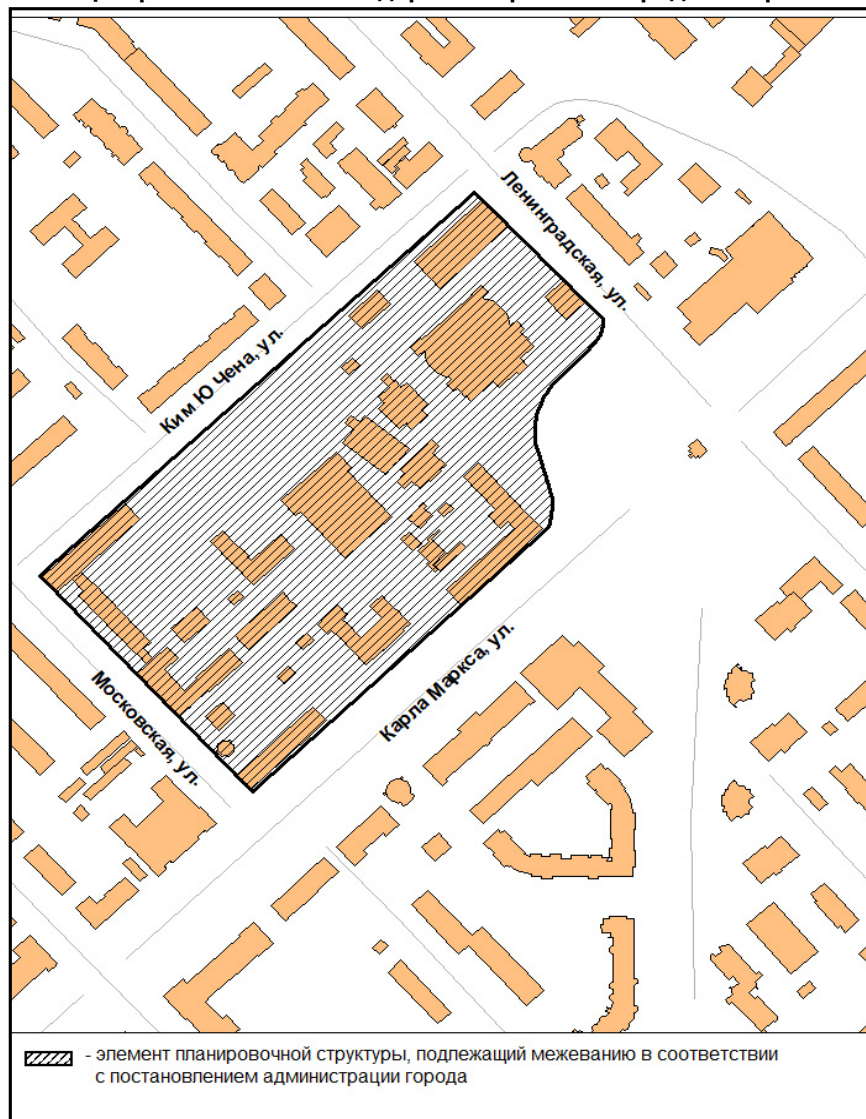 Ленинградская, ул.
Ким Ю Чена, ул.
Карла Маркса, ул.
Московская, ул.
- элемент планировочной структуры, подлежащий межеванию в соответствии
с постановлением администрации города